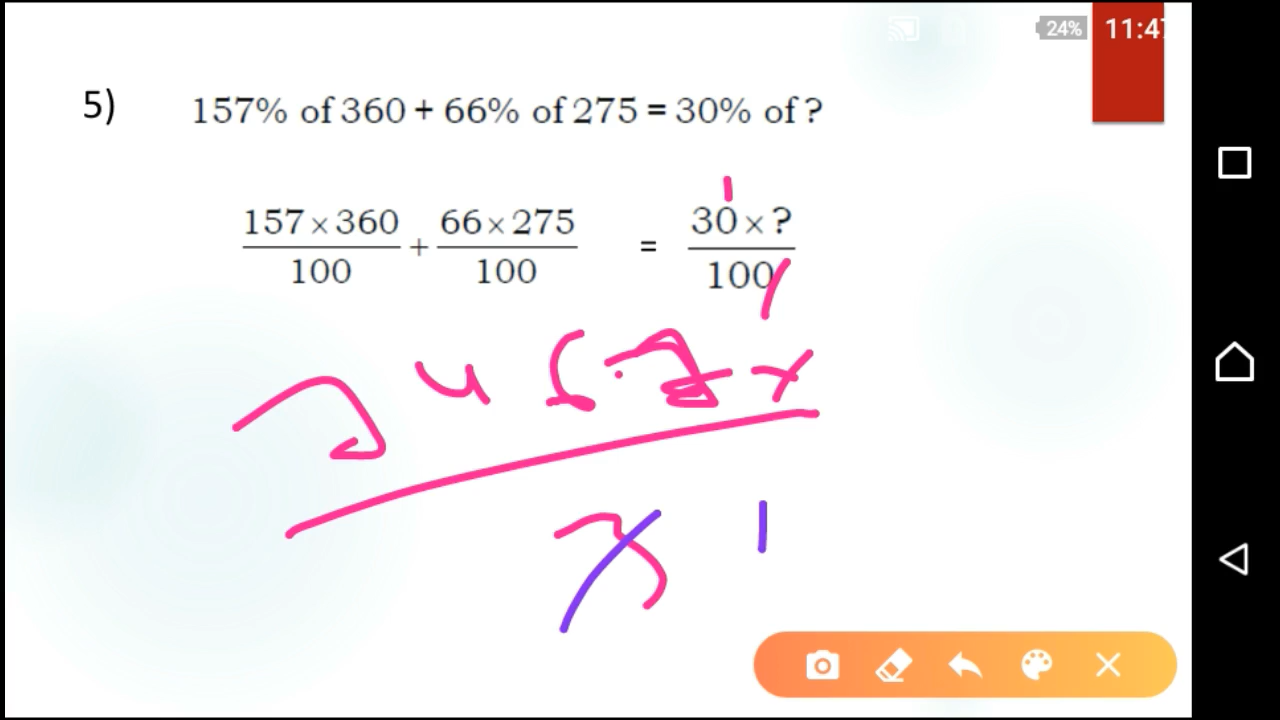 24% 11:47
5) 157% of 360 + 66% of 275 = 30% of ?
157 × 360 / 100 + 66 × 275 / 100 = 30 × ? / 100